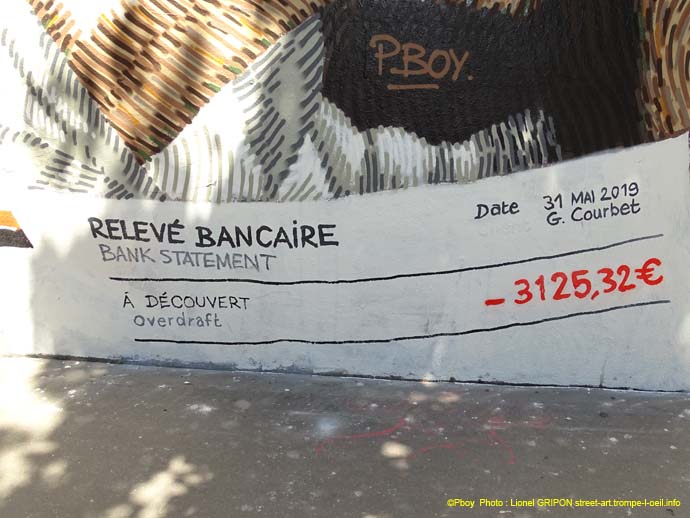 P.BOY.
Date 31 MAI 2019
G. Courbet
RELEVÉ BANCAIRE
BANK STATEMENT
À DÉCOUVERT
overdraft
- 3125,32 €
©Pboy Photo : Lionel GRIPON street-art.trompe-l-oeil.info